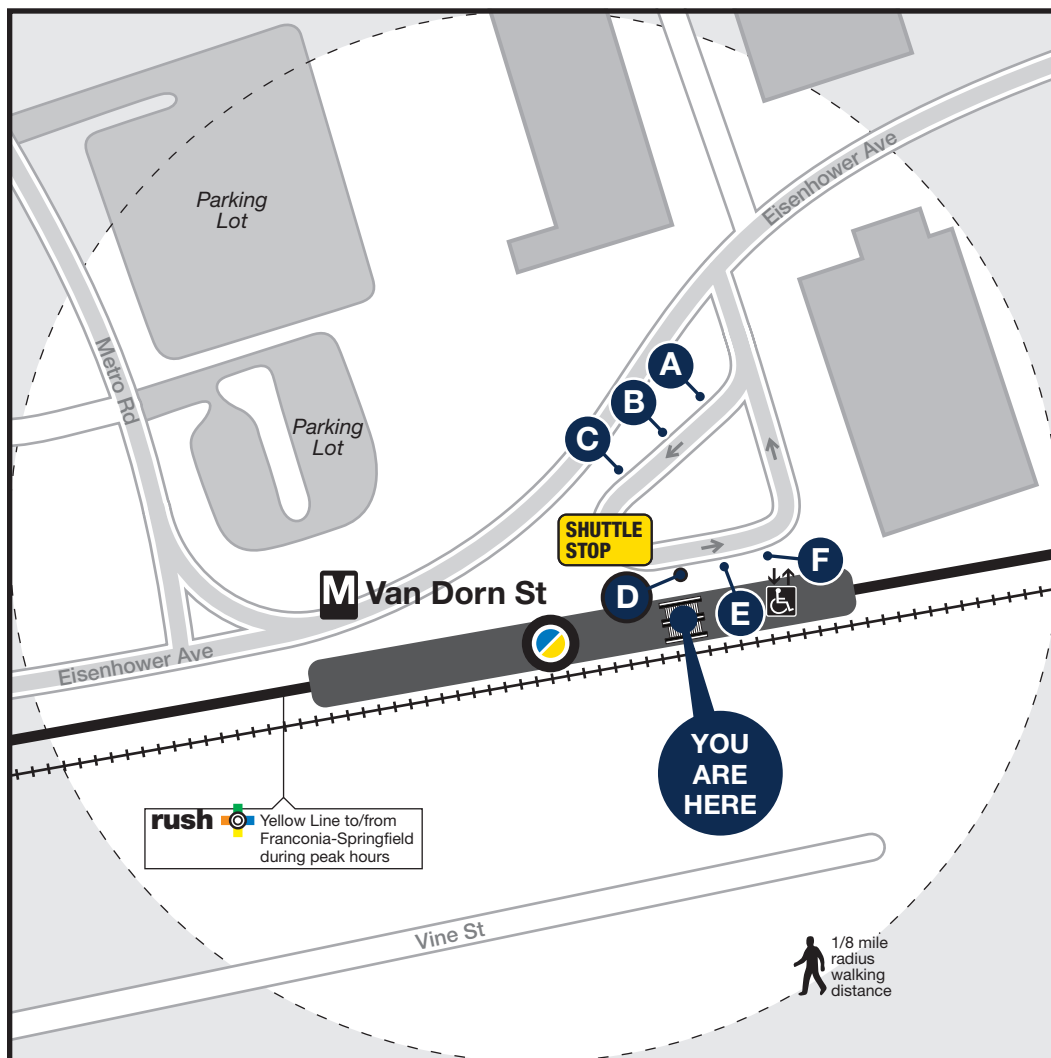 Parking
Lot
Eisenhower Ave
Metro Rd
Parking
Lot
A
B
C
SHUTTLE
STOP
M Van Dorn St
D
E
F
Eisenhower Ave
YOU
ARE
HERE
rush
Yellow Line to/from
Franconia-Springfield
during peak hours
Vine St
1/8 mile
radius
walking
distance